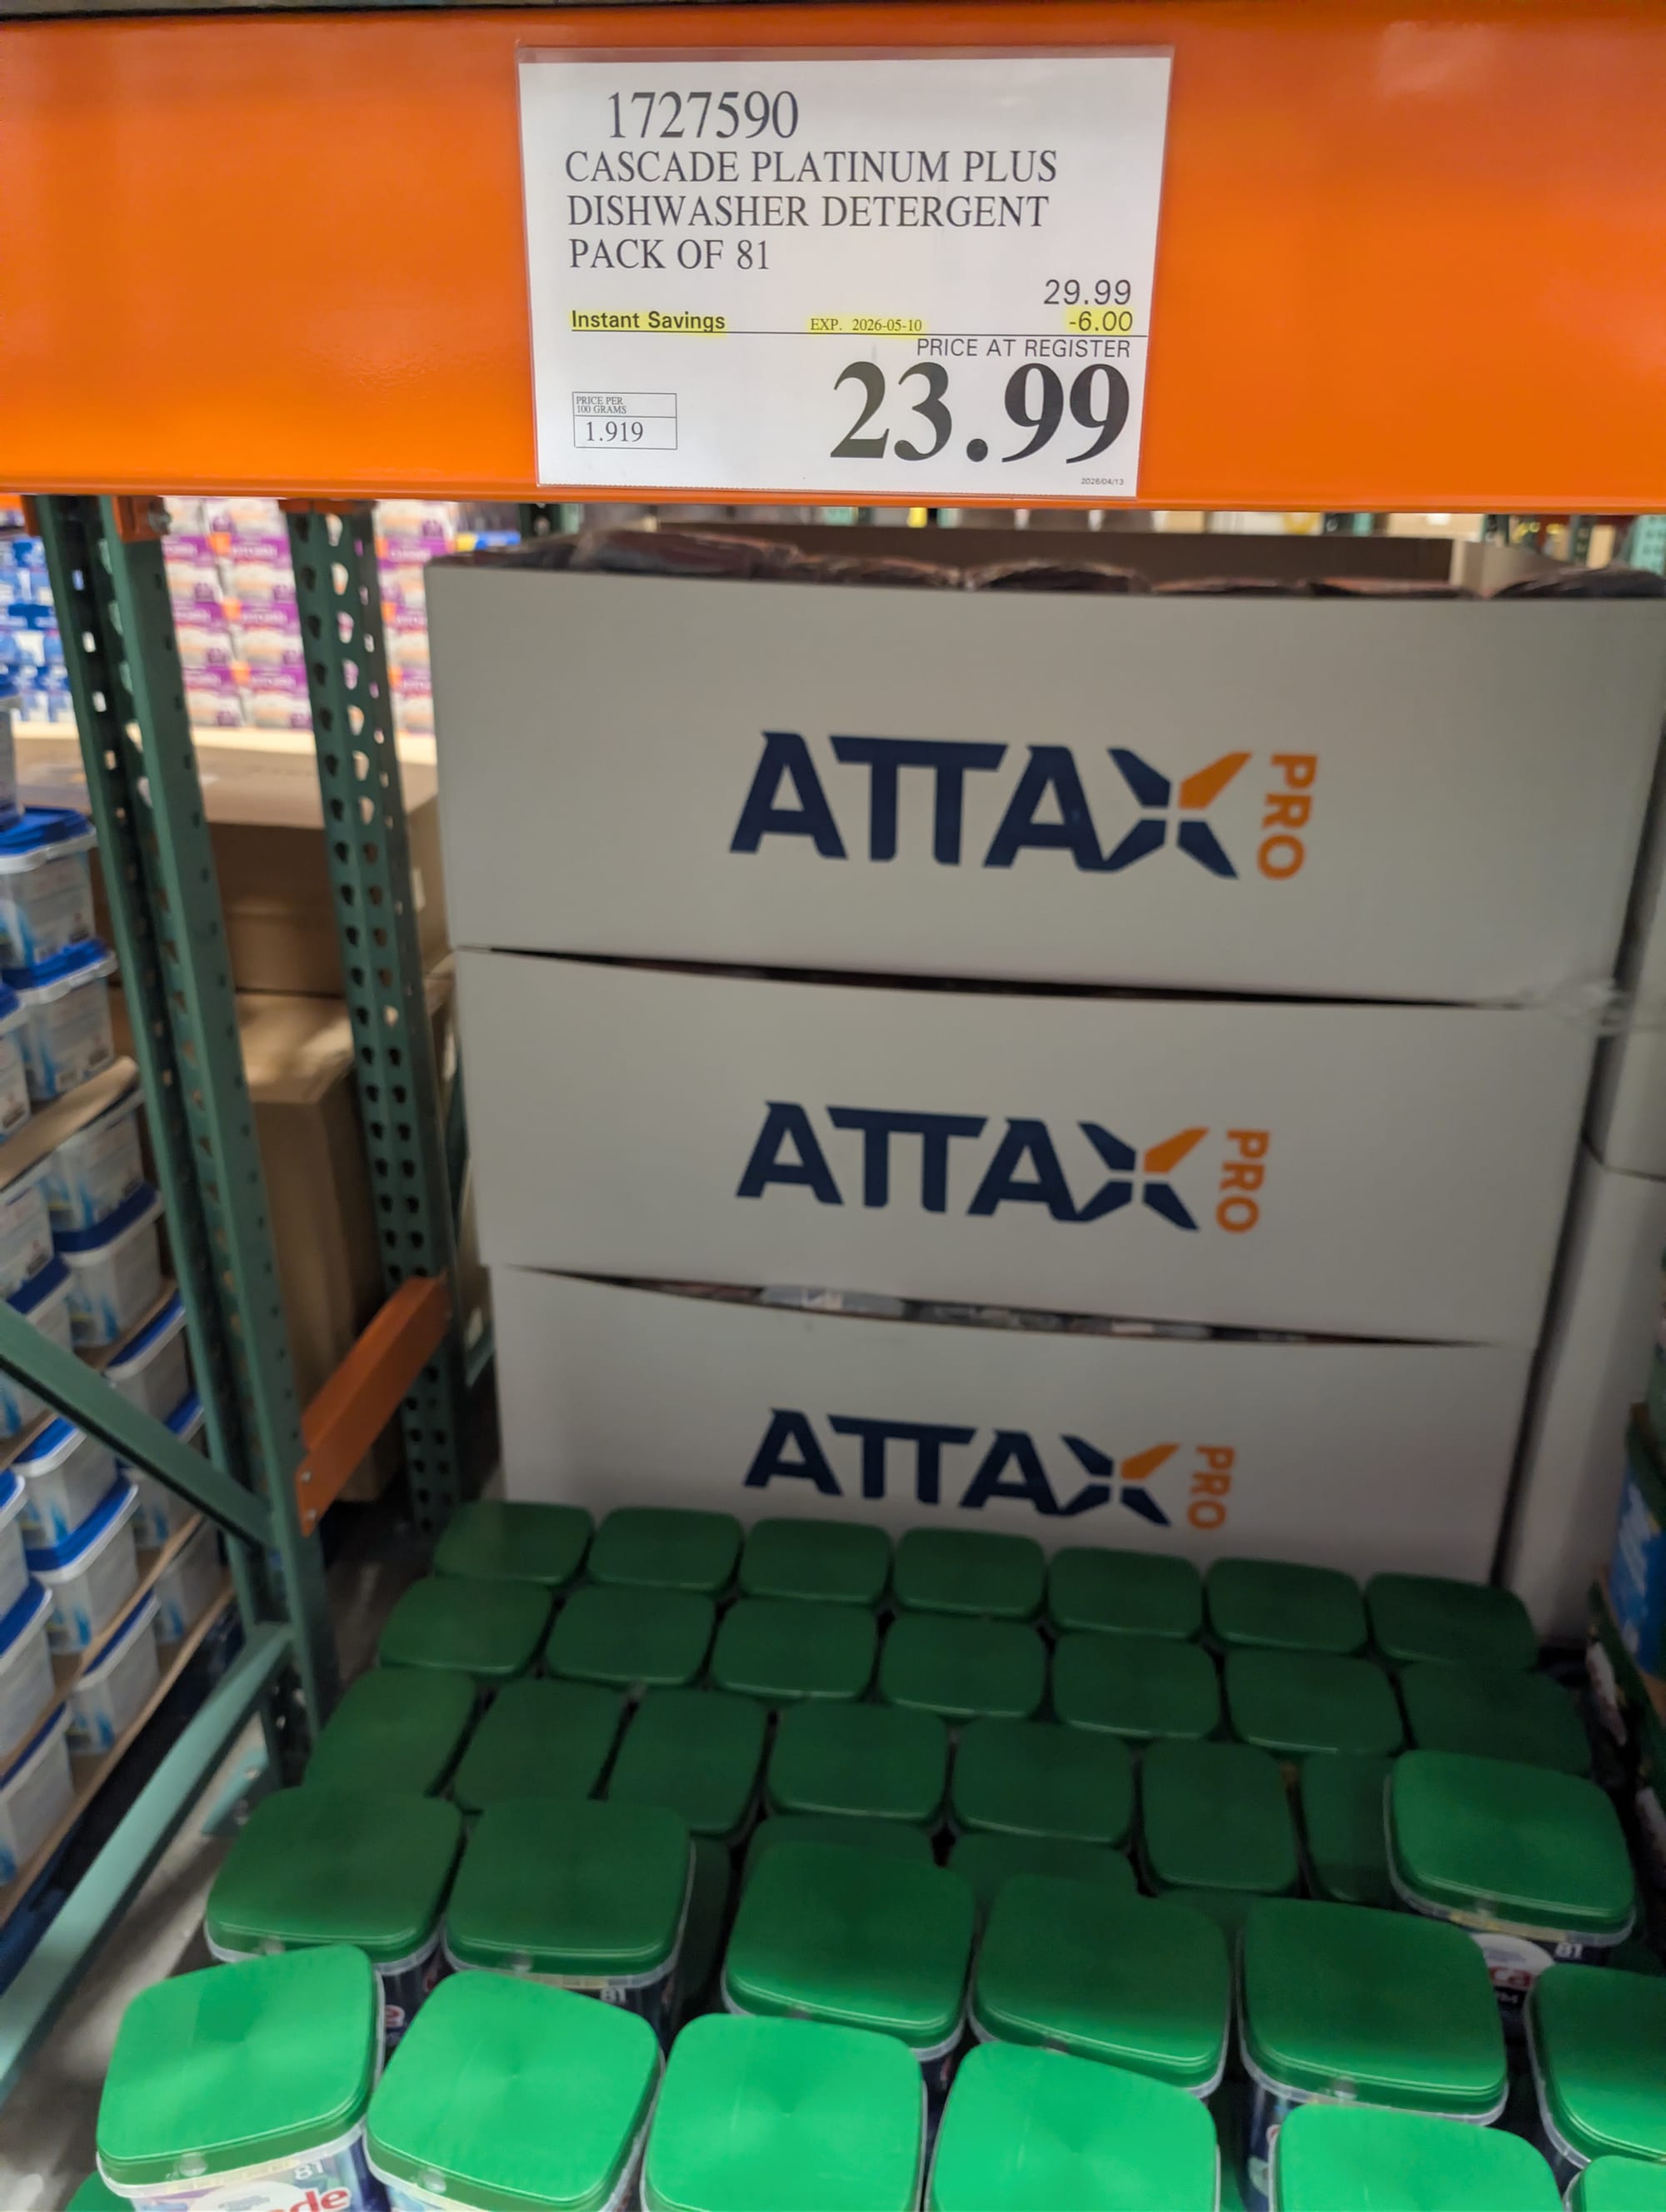 1727590
CASCADE PLATINUM PLUS
DISHWASHER DETERGENT
PACK OF 81
29.99
Instant Savings EXP. 2026-05-10 -6.00
PRICE AT REGISTER
23.99
PRICE PER
100 GRAMS
1.919
2026/04/13
ATTAX PRO
ATTAX PRO
ATTAX PRO
81
81
81